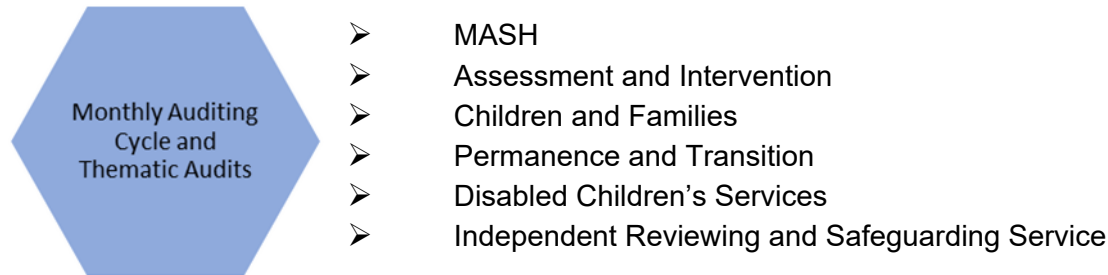 Monthly Auditing
Cycle and
Thematic Audits
➢ MASH
➢ Assessment and Intervention
➢ Children and Families
➢ Permanence and Transition
➢ Disabled Children’s Services
➢ Independent Reviewing and Safeguarding Service